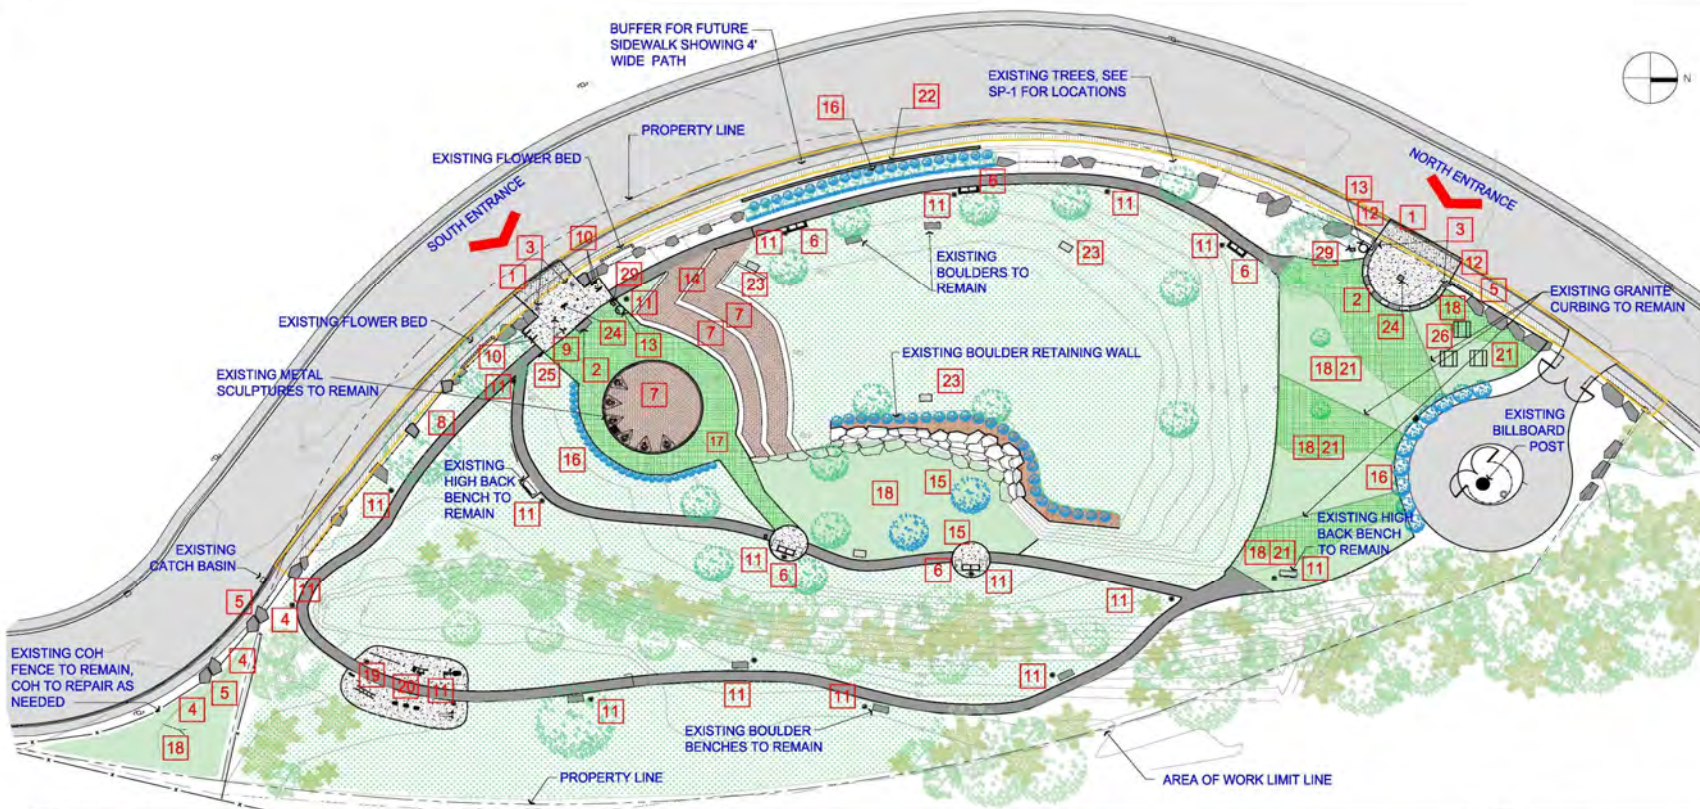 BUFFER FOR FUTURE
SIDEWALK SHOWING 4'
WIDE PATH
EXISTING TREES, SEE
SP-1 FOR LOCATIONS
N
16
22
PROPERTY LINE
EXISTING FLOWER BED
SOUTH ENTRANCE
NORTH ENTRANCE
13
12
1
3
12
5
29
2
24
18
26
21
EXISTING GRANITE
CURBING TO REMAIN
3
10
1
29
14
11
6
23
11
6
11
11
6
23
EXISTING
BOULDERS TO
REMAIN
EXISTING FLOWER BED
11
7
7
24
13
9
2
25
10
11
EXISTING METAL
SCULPTURES TO REMAIN
7
17
EXISTING BOULDER RETAINING WALL
23
18 21
18 21
18 21
EXISTING
BILLBOARD
POST
8
16
EXISTING
HIGH BACK
BENCH TO
REMAIN
11
11
18
15
15
16
EXISTING HIGH
BACK BENCH
TO REMAIN
11
11
6
6
11
11
EXISTING
CATCH BASIN
11
5
4
4
5
4
18
EXISTING COH
FENCE TO REMAIN,
COH TO REPAIR AS
NEEDED
19
20
11
11
11
11
11
EXISTING BOULDER
BENCHES TO REMAIN
PROPERTY LINE
AREA OF WORK LIMIT LINE